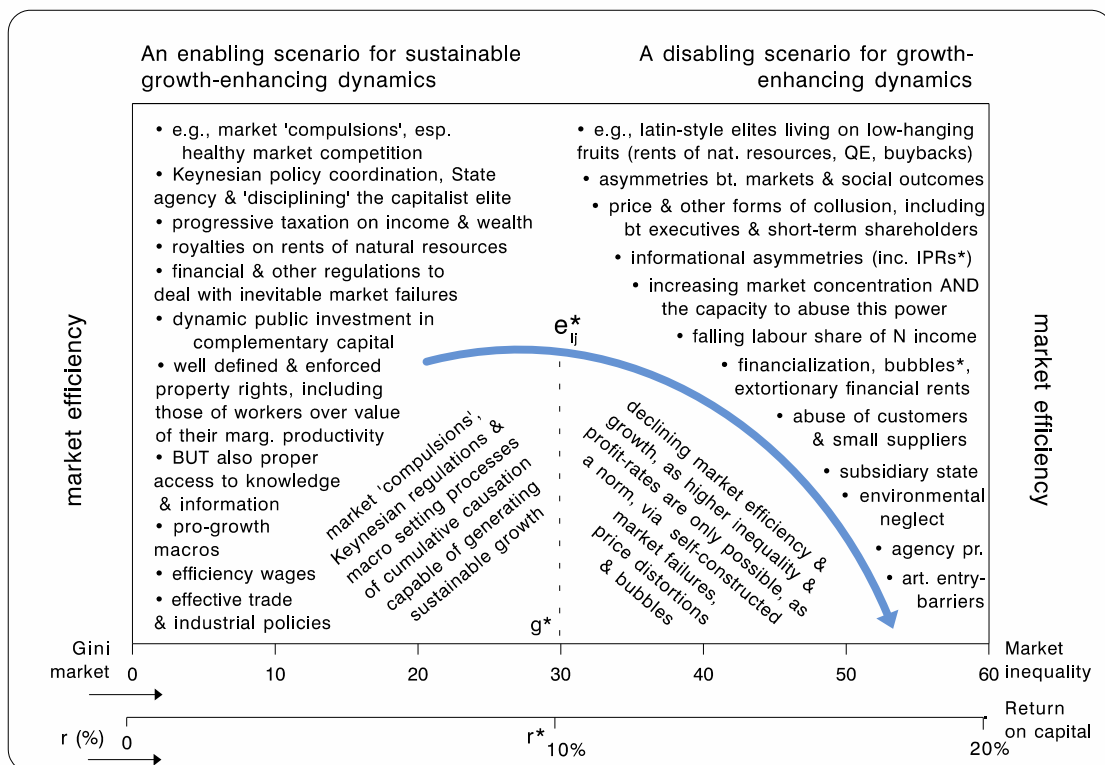 An enabling scenario for sustainable
growth-enhancing dynamics
A disabling scenario for growth-
enhancing dynamics
market efficiency
• e.g., market 'compulsions', esp.
healthy market competition
• Keynesian policy coordination, State
agency & 'disciplining' the capitalist elite
• progressive taxation on income & wealth
• royalties on rents of natural resources
• financial & other regulations to
deal with inevitable market failures
• dynamic public investment in
complementary capital
• well defined & enforced
property rights, including
those of workers over value
of their marg. productivity
• BUT also proper
access to knowledge
& information
• pro-growth
macros
• efficiency wages
• effective trade
& industrial policies
market 'compulsions',
Keynesian regulations &
macro setting processes
of cumulative causation
capable of generating
sustainable growth
e*ij
g*
declining market efficiency &
growth, as higher inequality &
profit-rates are only possible, as
a norm, via self-constructed
market failures,
price distortions
& bubbles
• e.g., latin-style elites living on low-hanging
fruits (rents of nat. resources, QE, buybacks)
• asymmetries bt. markets & social outcomes
• price & other forms of collusion, including
bt executives & short-term shareholders
• informational asymmetries (inc. IPRs*)
• increasing market concentration AND
the capacity to abuse this power
• falling labour share of N income
• financialization, bubbles*,
extortionary financial rents
• abuse of customers
& small suppliers
• subsidiary state
• environmental
neglect
• agency pr.
• art. entry-
barriers
market efficiency
Gini
market
0 10 20 30 40 50 60
Market
inequality
r (%)
0 r* 10% 20%
Return
on capital